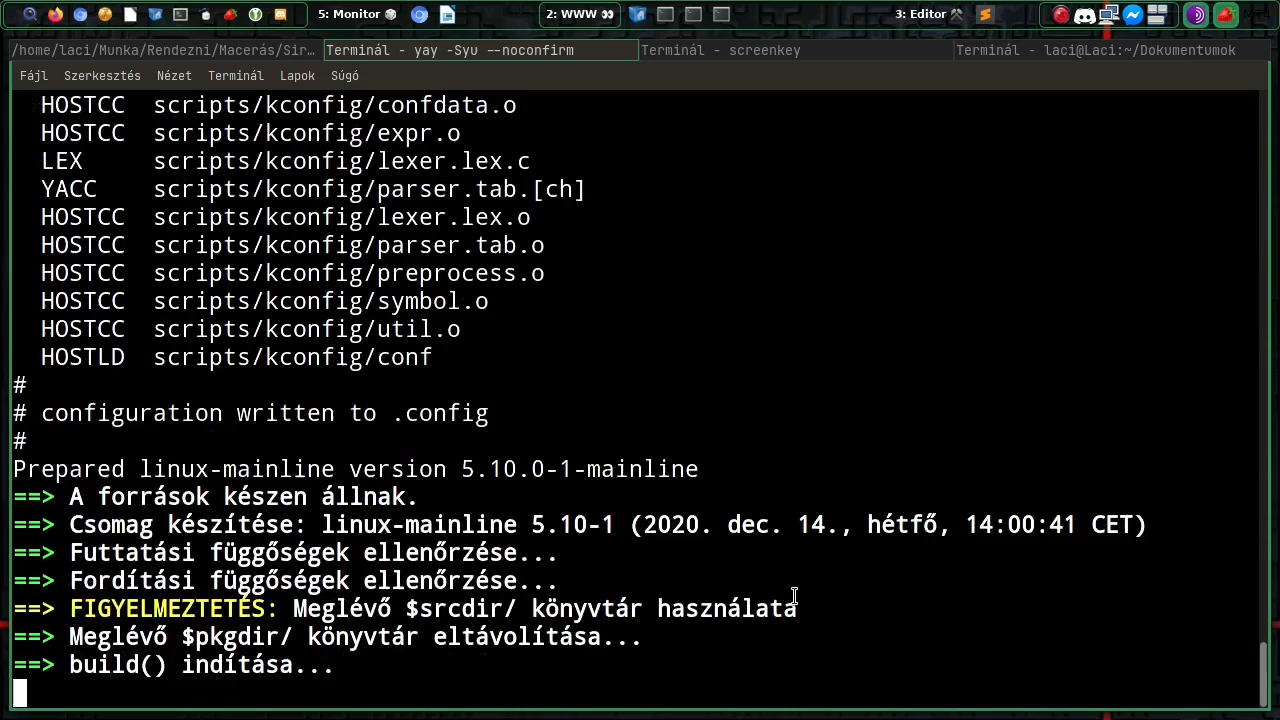 5: Monitor
2: WWW
3: Editor
/home/laci/Munka/Rendezni/Macerás/Sir...
Terminál - yay -Syu --noconfirm
Terminál - screenkey
Terminál - laci@Laci:~/Dokumentumok
Fájl Szerkesztés Nézet Terminál Lapok Súgó
HOSTCC scripts/kconfig/confdata.o
HOSTCC scripts/kconfig/expr.o
LEX scripts/kconfig/lexer.lex.c
YACC scripts/kconfig/parser.tab.[ch]
HOSTCC scripts/kconfig/lexer.lex.o
HOSTCC scripts/kconfig/parser.tab.o
HOSTCC scripts/kconfig/preprocess.o
HOSTCC scripts/kconfig/symbol.o
HOSTCC scripts/kconfig/util.o
HOSTLD scripts/kconfig/conf
#
# configuration written to .config
#
Prepared linux-mainline version 5.10.0-1-mainline
==> A források készen állnak.
==> Csomag készítése: linux-mainline 5.10-1 (2020. dec. 14., hétfő, 14:00:41 CET)
==> Futtatási függőségek ellenőrzése...
==> Fordítási függőségek ellenőrzése...
==> FIGYELMEZTETÉS: Meglévő $srcdir/ könyvtár használata
==> Meglévő $pkgdir/ könyvtár eltávolítása...
==> build() indítása...